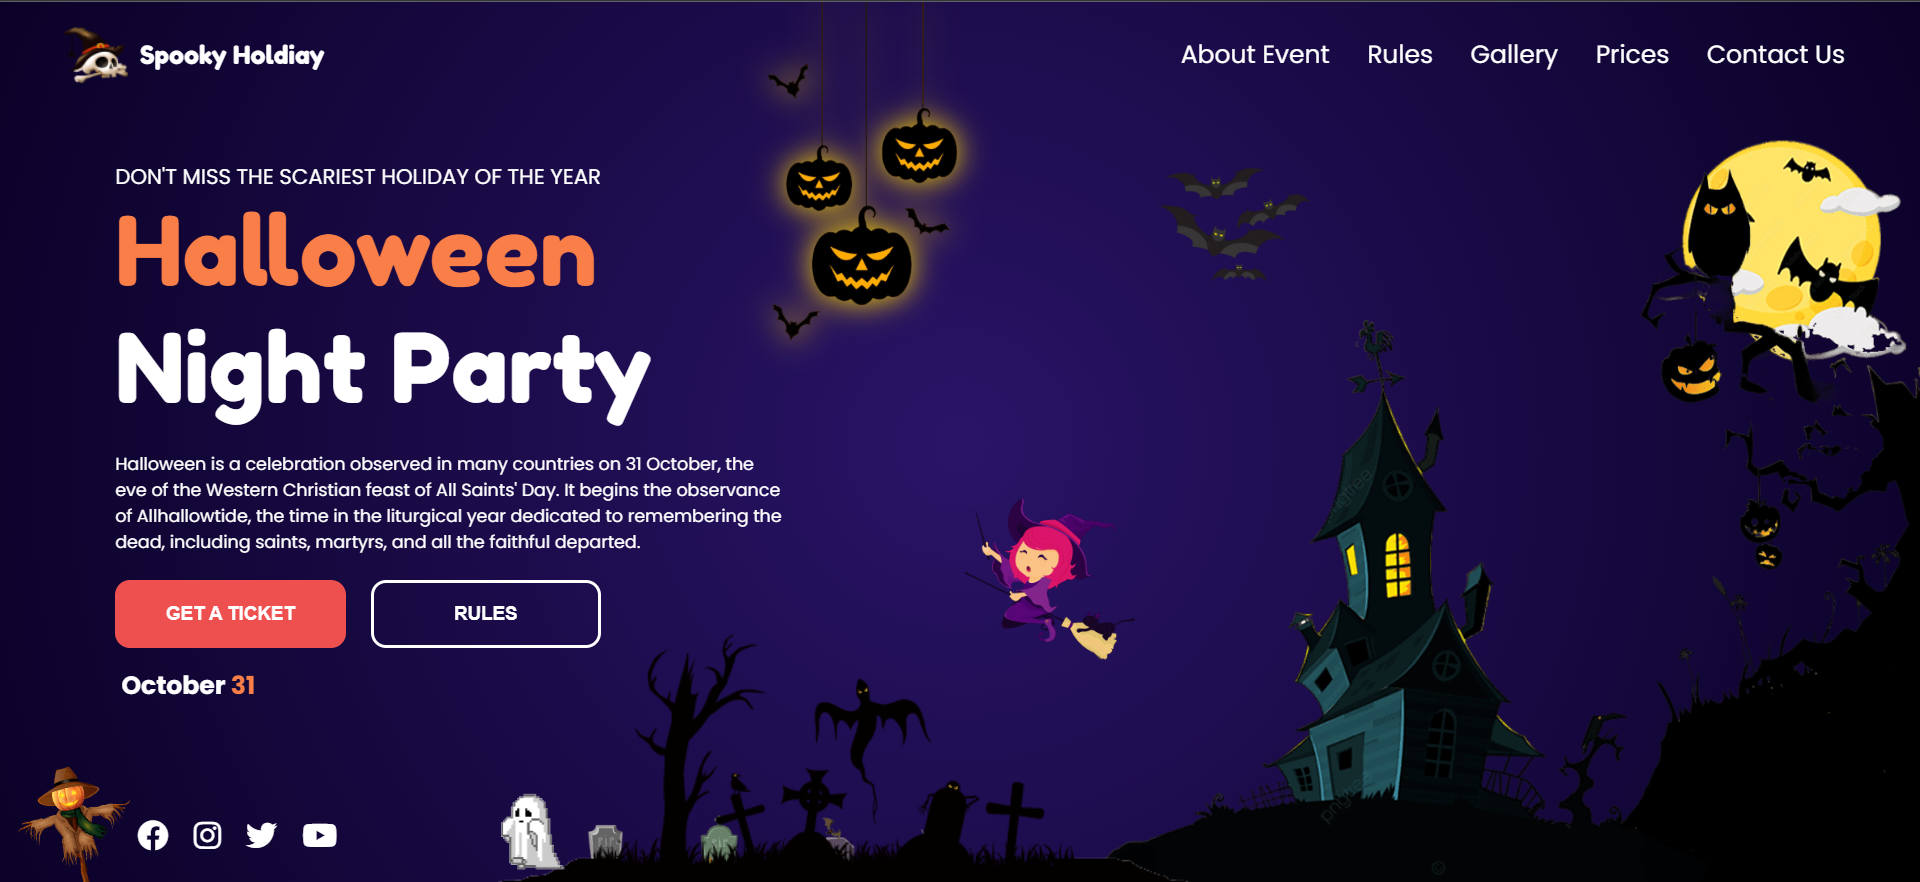 Spooky Holdiay
About Event
Rules
Gallery
Prices
Contact Us
DON'T MISS THE SCARIEST HOLIDAY OF THE YEAR
Halloween
Night Party
Halloween is a celebration observed in many countries on 31 October, the
eve of the Western Christian feast of All Saints' Day. It begins the observance
of Allhallowtide, the time in the liturgical year dedicated to remembering the
dead, including saints, martyrs, and all the faithful departed.
GET A TICKET
RULES
October 31
pngtree
pngtree
RIP